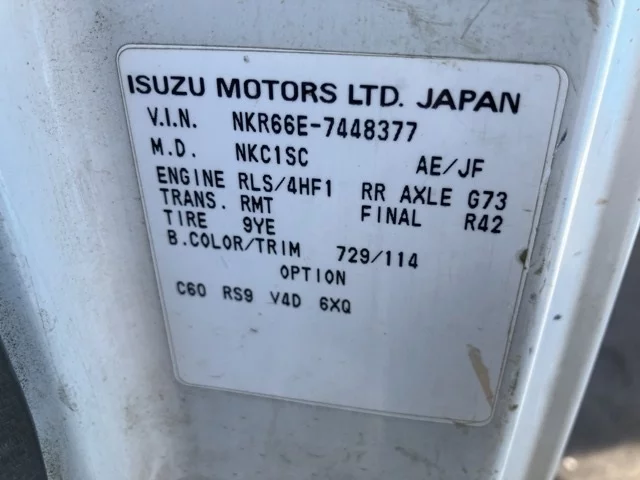 ISUZU MOTORS LTD. JAPAN
V.I.N. NKR66E-7448377
M.D. NKC1SC AE/JF
ENGINE RLS/4HF1 RR AXLE G73
TRANS. RMT FINAL R42
TIRE 9YE
B.COLOR/TRIM 729/114
OPTION
C60 RS9 V4D 6XQ